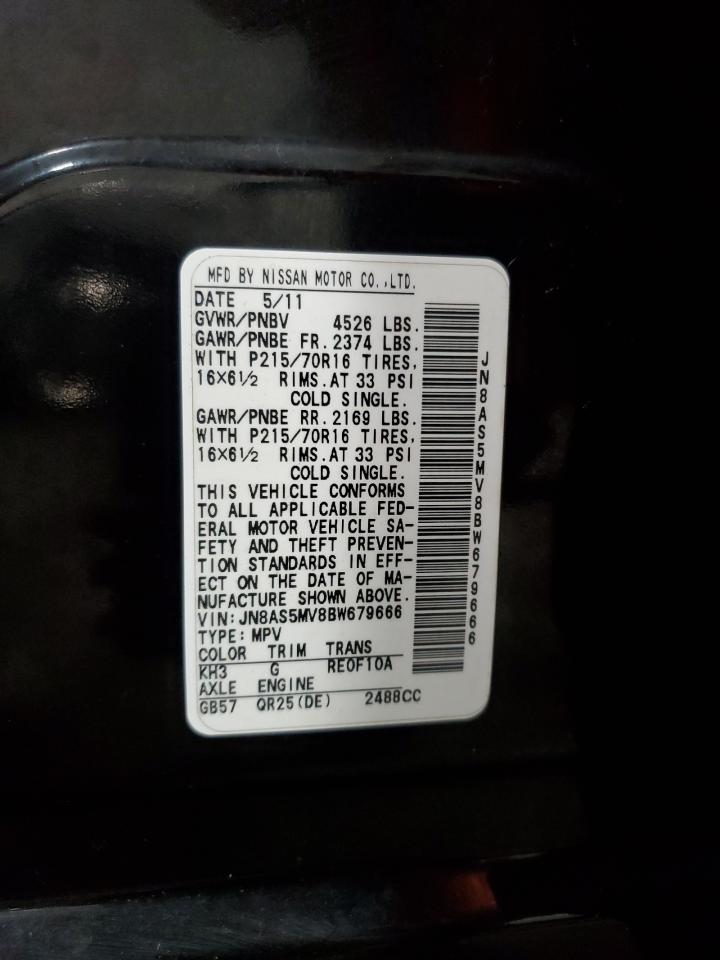 MFD BY NISSAN MOTOR CO.,LTD.
DATE 5/11
GVWR/PNBV 4526 LBS.
GAWR/PNBE FR. 2374 LBS.
WITH P215/70R16 TIRES,
16×6½ RIMS.AT 33 PSI
COLD SINGLE.
GAWR/PNBE RR. 2169 LBS.
WITH P215/70R16 TIRES,
16×6½ RIMS.AT 33 PSI
COLD SINGLE.
THIS VEHICLE CONFORMS
TO ALL APPLICABLE FED-
ERAL MOTOR VEHICLE SA-
FETY AND THEFT PREVEN-
TION STANDARDS IN EFF-
ECT ON THE DATE OF MA-
NUFACTURE SHOWN ABOVE.
VIN:JN8AS5MV8BW679666
TYPE:MPV
COLOR TRIM TRANS
KH3 G RE0F10A
AXLE ENGINE
GB57 QR25(DE) 2488CC
JN8AS5MV8BW679666